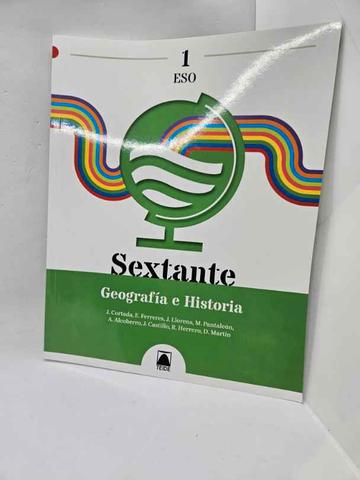 1
ESO
Sextante
Geografía e Historia
J. Cortada, E. Ferreres, J. Llorens, M. Pantaleón,
A. Alcoberro, J. Castillo, R. Herrero, D. Martín
TEIDE